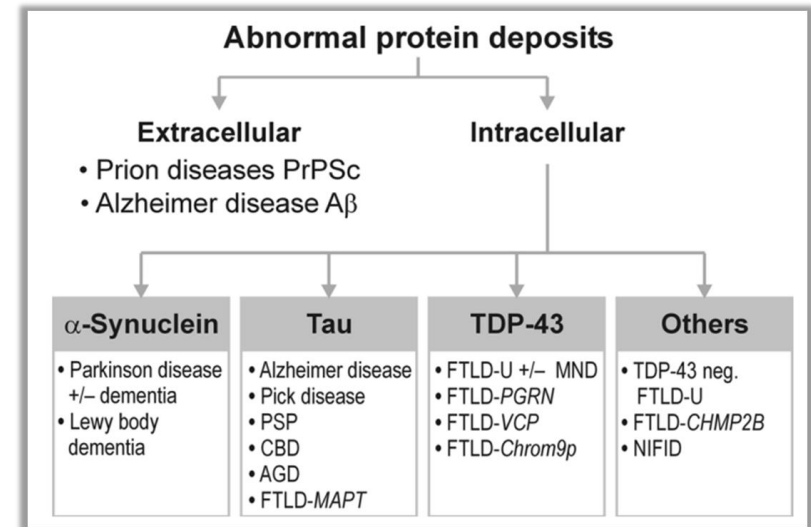 Abnormal protein deposits
Extracellular
• Prion diseases PrPSc
• Alzheimer disease Aβ
Intracellular
α-Synuclein
• Parkinson disease
+/– dementia
• Lewy body
dementia
Tau
• Alzheimer disease
• Pick disease
• PSP
• CBD
• AGD
• FTLD-MAPT
TDP-43
• FTLD-U +/– MND
• FTLD-PGRN
• FTLD-VCP
• FTLD-Chrom9p
Others
• TDP-43 neg.
FTLD-U
• FTLD-CHMP2B
• NIFID